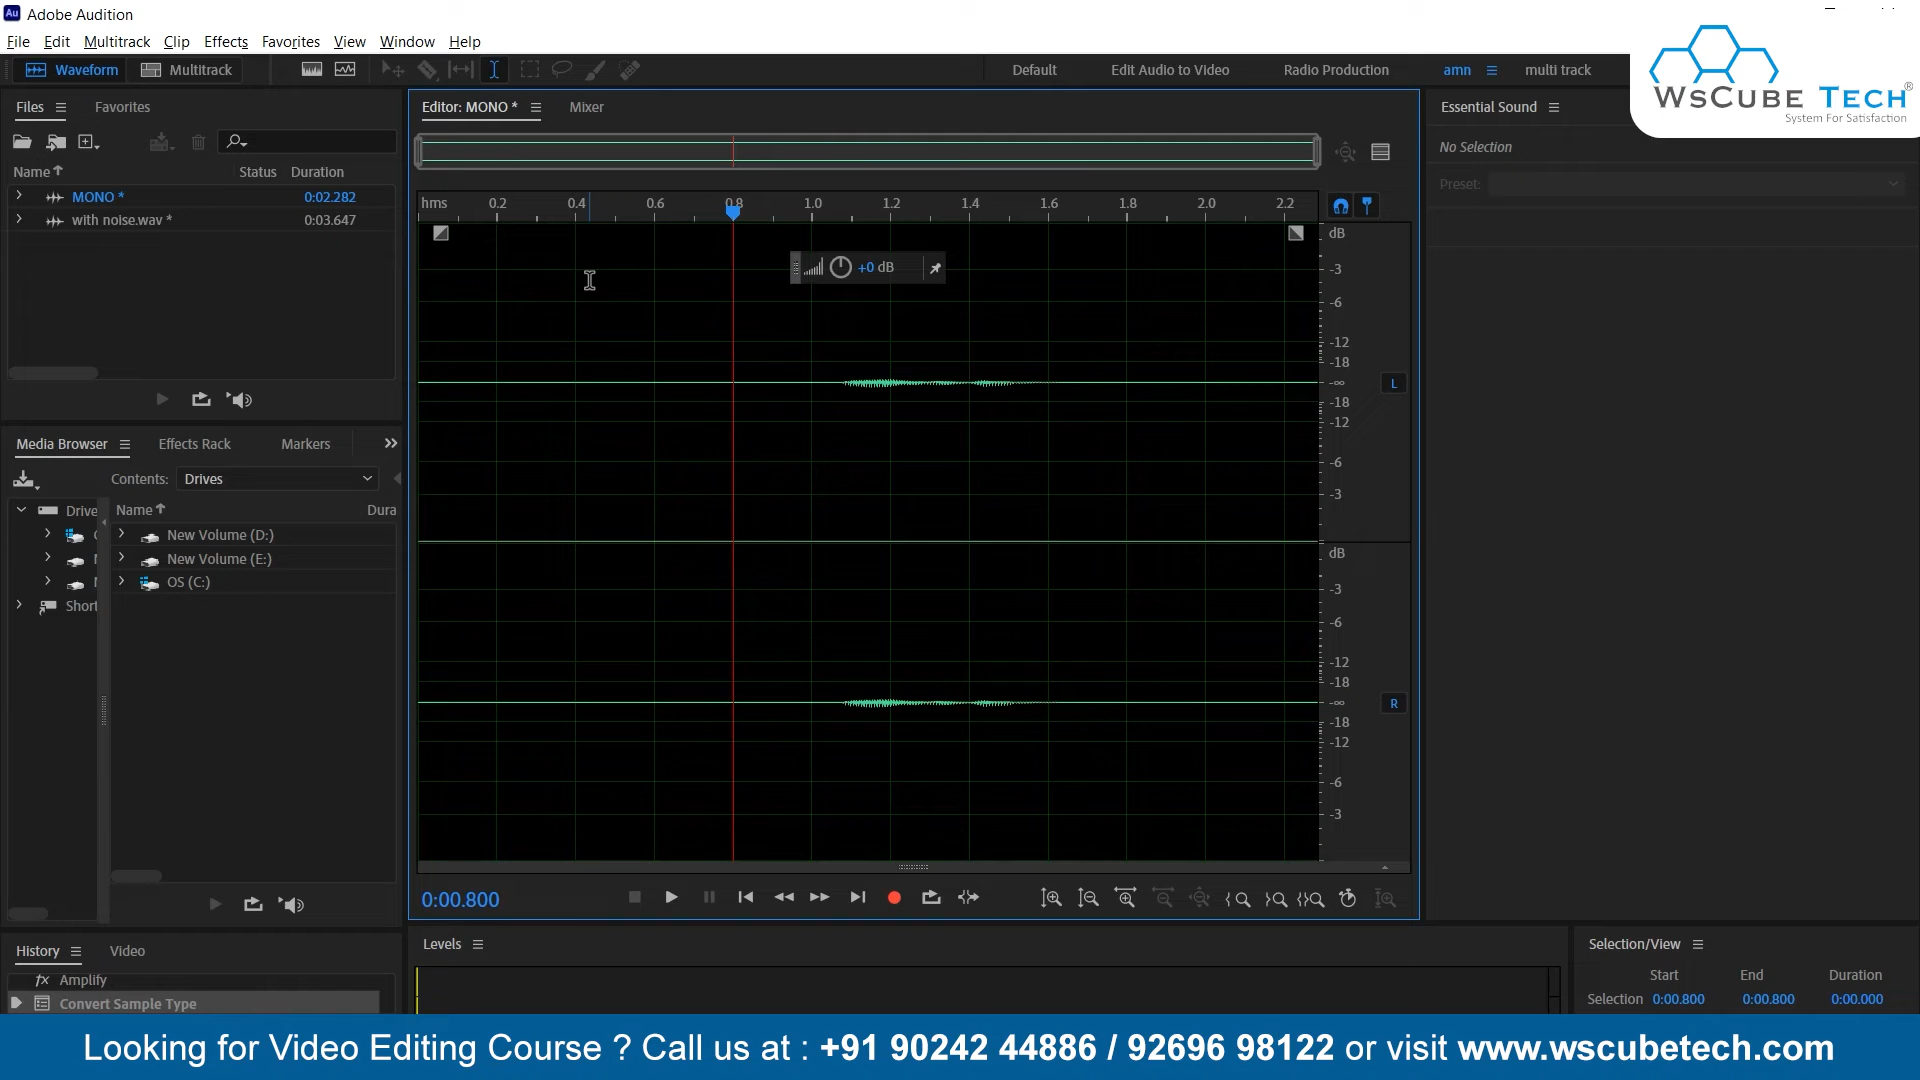 Au Adobe Audition
File Edit Multitrack Clip Effects Favorites View Window Help
Waveform Multitrack Default Edit Audio to Video Radio Production amn multi track
WsCube Tech®
System For Satisfaction
Files Favorites
Name Status Duration
MONO * 0:02.282
with noise.wav * 0:03.647
Media Browser Effects Rack Markers
Contents: Drives
Drive Name Dura
New Volume (D:)
New Volume (E:)
OS (C:)
Short
History Video
fx Amplify
Convert Sample Type
Editor: MONO * Mixer
hms 0.2 0.4 0.6 0.8 1.0 1.2 1.4 1.6 1.8 2.0 2.2
+0 dB
dB
-3
-6
-12
-18
-∞ L
-18
-12
-6
-3
dB
-3
-6
-12
-18
-∞ R
-18
-12
-6
-3
0:00.800
Levels
Essential Sound
No Selection
Preset:
Selection/View
Start End Duration
Selection 0:00.800 0:00.800 0:00.000
Looking for Video Editing Course ? Call us at : +91 90242 44886 / 92696 98122 or visit www.wscubetech.com